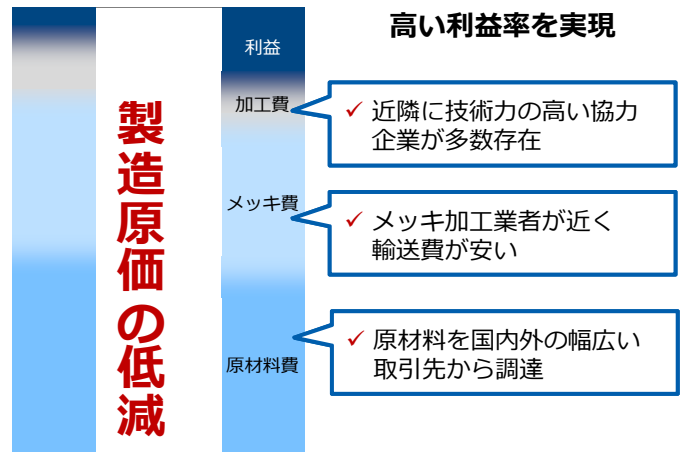 高い利益率を実現
製造原価の低減
利益
加工費
✓ 近隣に技術力の高い協力
企業が多数存在
メッキ費
✓ メッキ加工業者が近く
輸送費が安い
原材料費
✓ 原材料を国内外の幅広い
取引先から調達